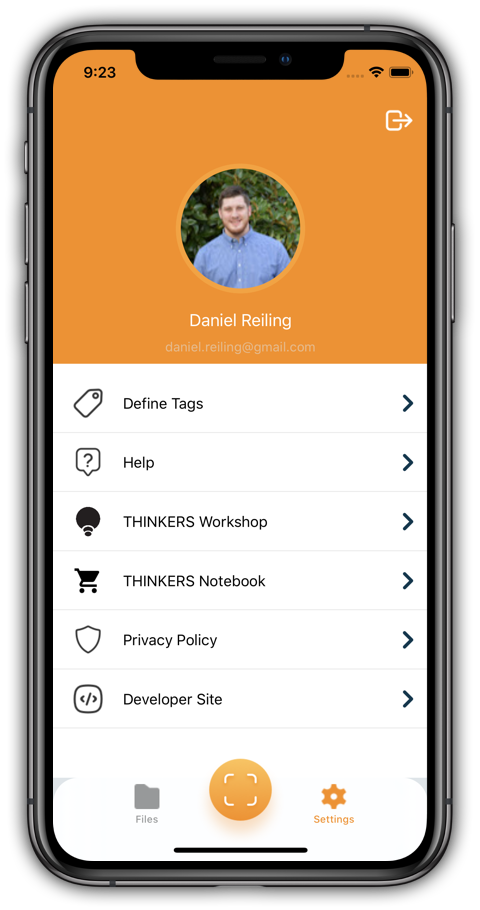 9:23
Daniel Reiling
daniel.reiling@gmail.com
Define Tags
Help
THINKERS Workshop
THINKERS Notebook
Privacy Policy
Developer Site
Files
Settings